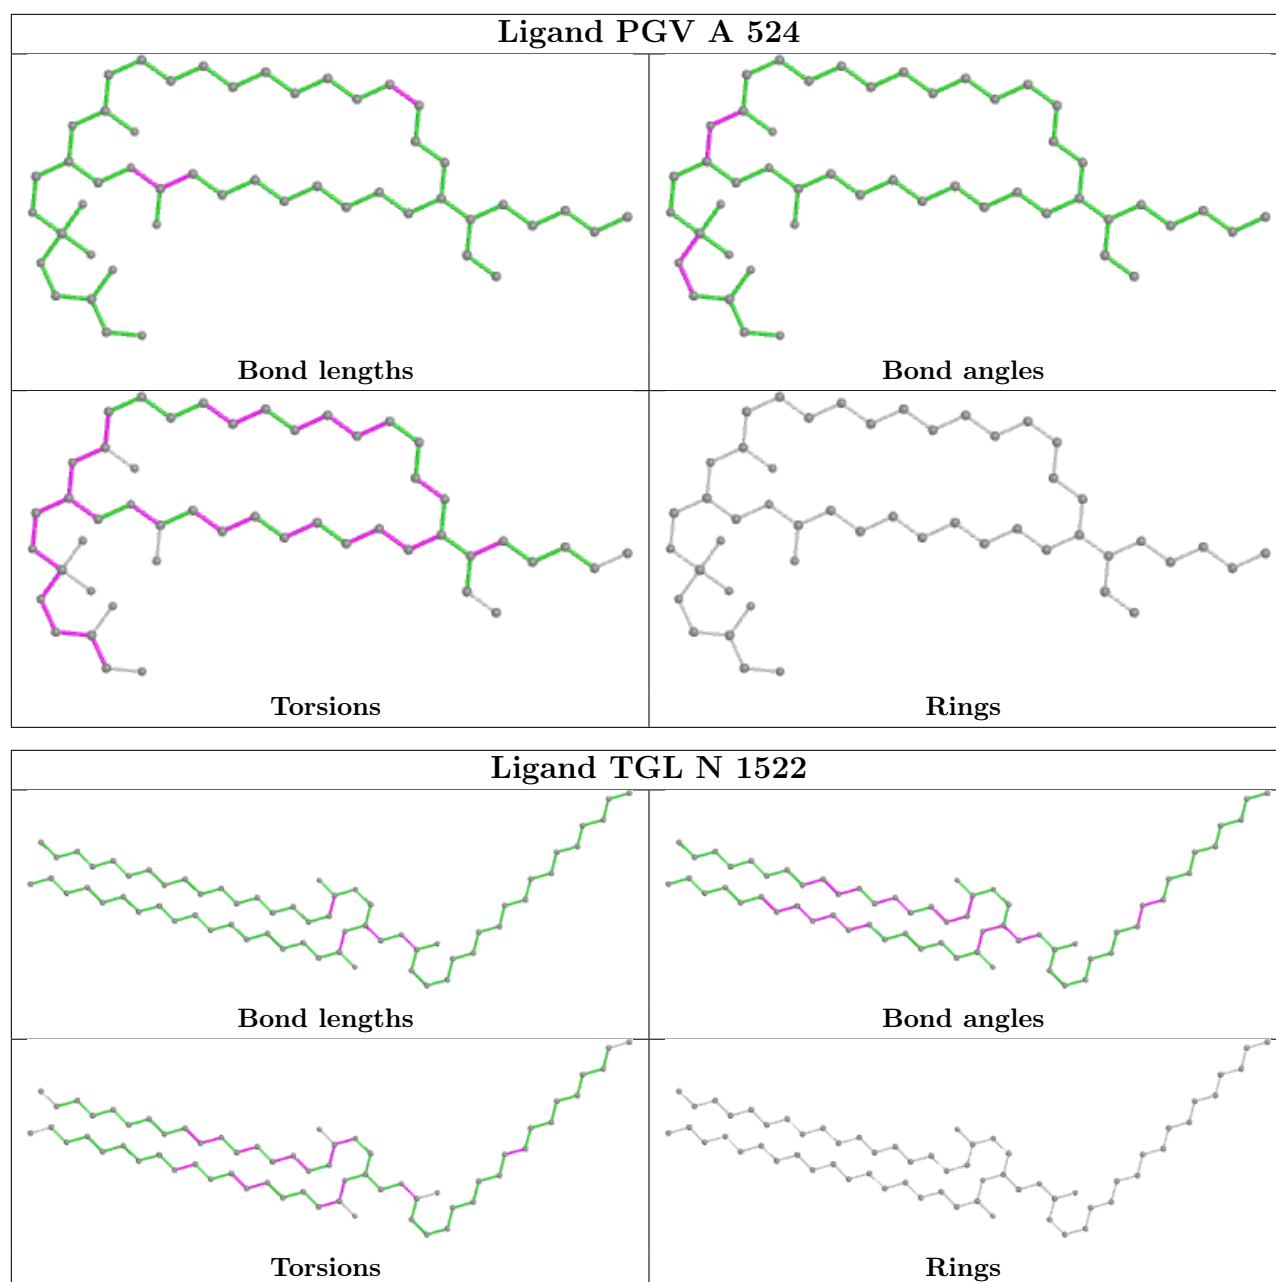 Ligand PGV A 524
Bond lengths
Bond angles
Torsions
Rings
Ligand TGL N 1522
Bond lengths
Bond angles
Torsions
Rings